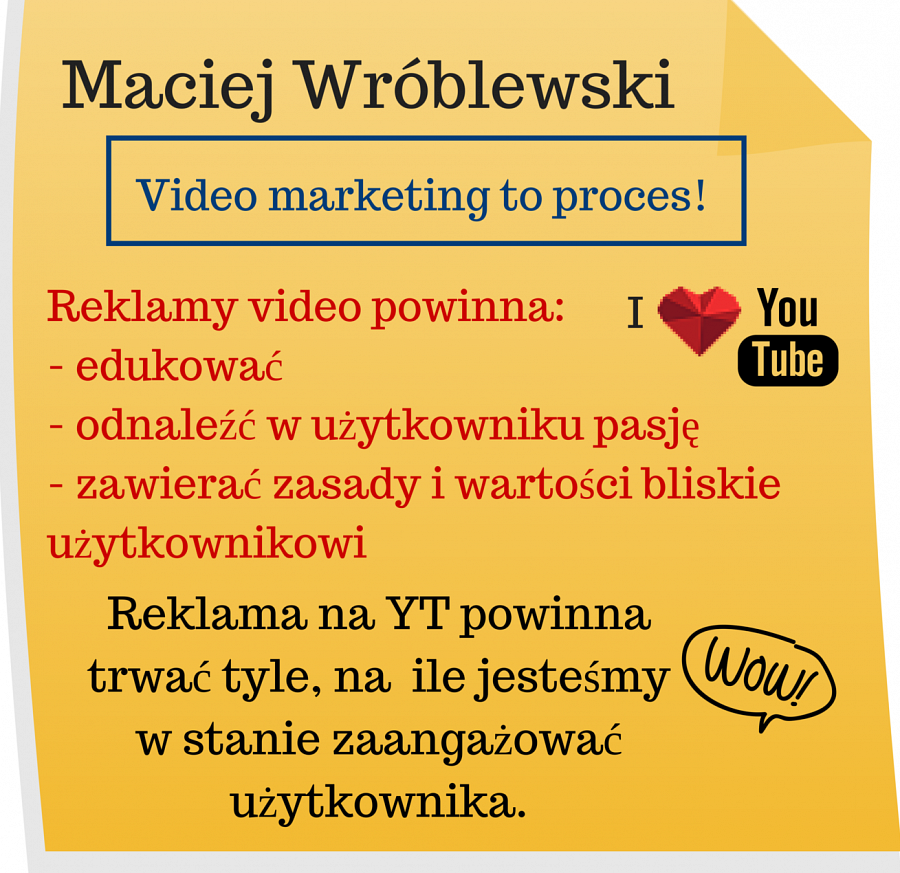 Maciej Wróblewski
Video marketing to proces!
Reklamy video powinna:
I You
Tube
- edukować
- odnaleźć w użytkowniku pasję
- zawierać zasady i wartości bliskie
użytkownikowi
Reklama na YT powinna
trwać tyle, na ile jesteśmy
w stanie zaangażować
użytkownika.
Wow!